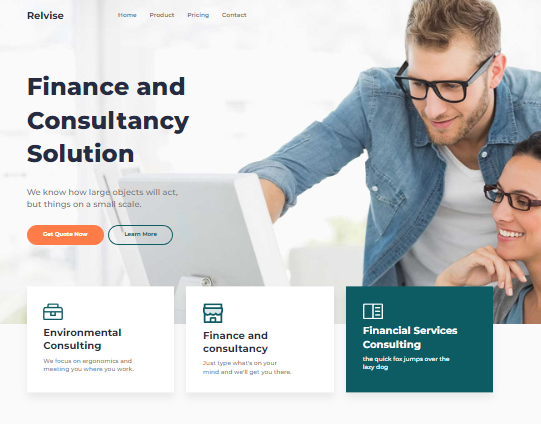 Relvise Home Product Pricing Contact
Finance and
Consultancy
Solution
We know how large objects will act,
but things on a small scale.
Get Quote Now Learn More
Environmental
Consulting
We focus on ergonomics and
meeting you where you work.
Finance and
consultancy
Just type what's on your
mind and we'll get you there.
Financial Services
Consulting
the quick fox jumps over the
lazy dog